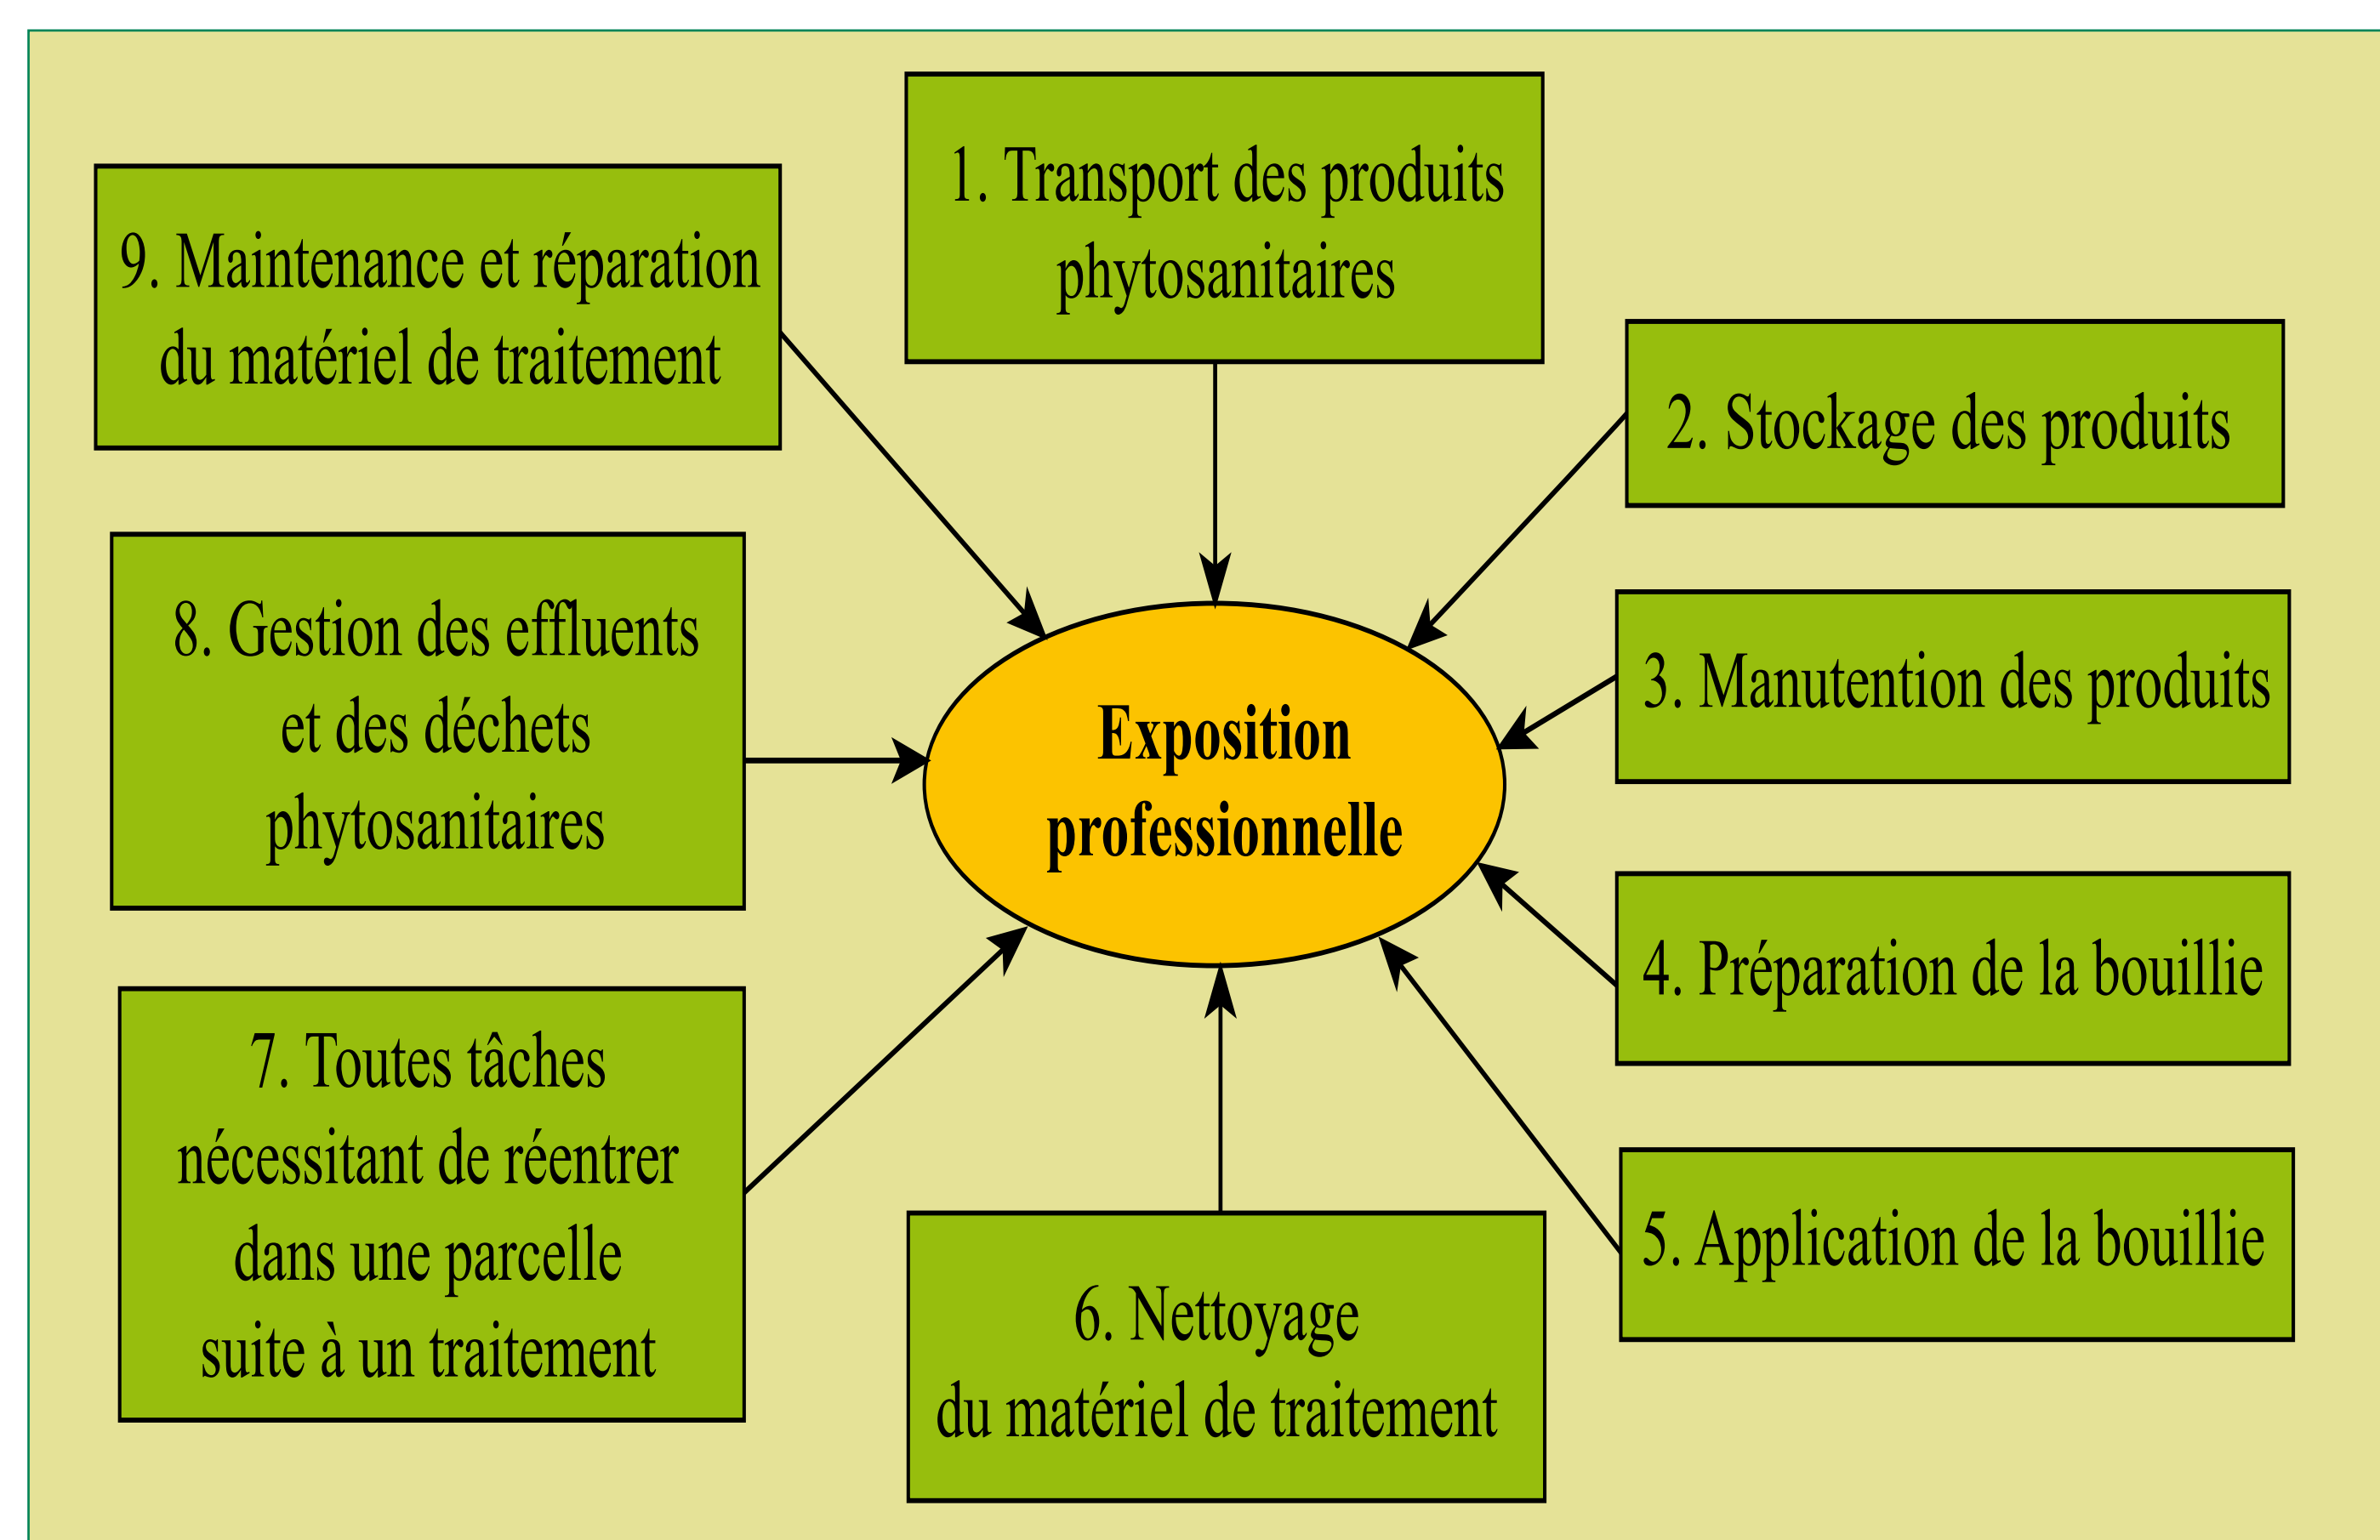 1. Transport des produits
phytosanitaires
2. Stockage des produits
3. Manutention des produits
4. Préparation de la bouillie
5. Application de la bouillie
6. Nettoyage
du matériel de traitement
7. Toutes tâches
nécessitant de réentrer
dans une parcelle
suite à un traitement
8. Gestion des effluents
et des déchets
phytosanitaires
9. Maintenance et réparation
du matériel de traitement
Exposition
professionnelle